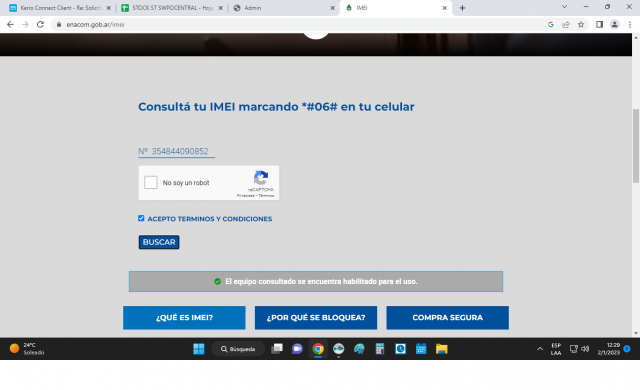 Kerio Connect Client - Re: Solicit
STOCK ST SWPOCENTRAL - Hoja
Admin
IMEI
enacom.gob.ar/imei
Consultá tu IMEI marcando *#06# en tu celular
Nº 354844090852
No soy un robot
reCAPTCHA
Privacidad - Términos
ACEPTO TERMINOS Y CONDICIONES
BUSCAR
El equipo consultado se encuentra habilitado para el uso.
¿QUÉ ES IMEI?
¿POR QUÉ SE BLOQUEA?
COMPRA SEGURA
24°C
Soleado
Búsqueda
ESP
LAA
12:29
2/1/2023